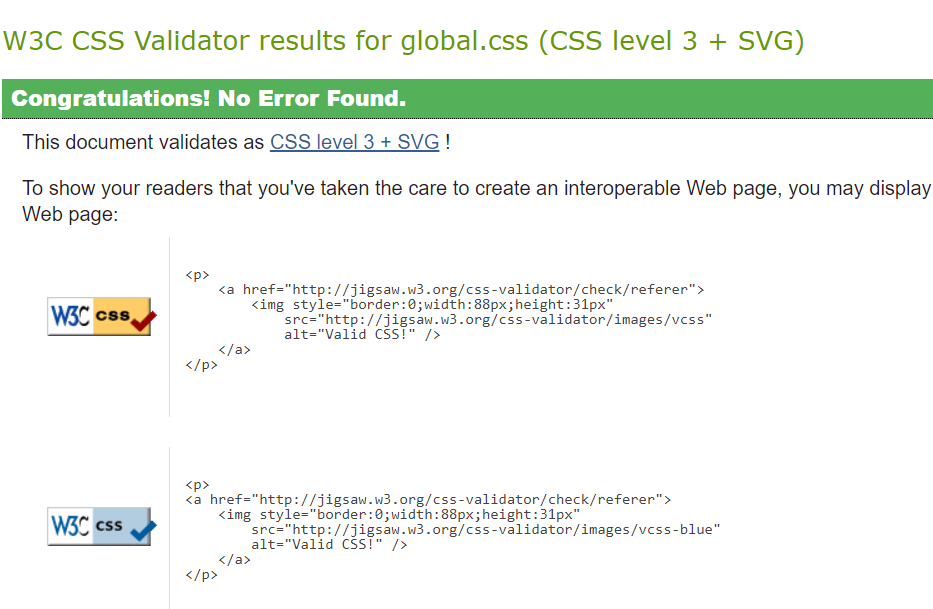 W3C CSS Validator results for global.css (CSS level 3 + SVG)
Congratulations! No Error Found.
This document validates as CSS level 3 + SVG !
To show your readers that you've taken the care to create an interoperable Web page, you may display
Web page:
<p>
<a href="http://jigsaw.w3.org/css-validator/check/referer">
<img style="border:0;width:88px;height:31px"
W3C css
src="http://jigsaw.w3.org/css-validator/images/vcss"
alt="Valid CSS!" />
</a>
</p>
<p>
<a href="http://jigsaw.w3.org/css-validator/check/referer">
<img style="border:0;width:88px;height:31px"
W3C css
src="http://jigsaw.w3.org/css-validator/images/vcss-blue"
alt="Valid CSS!" />
</a>
</p>